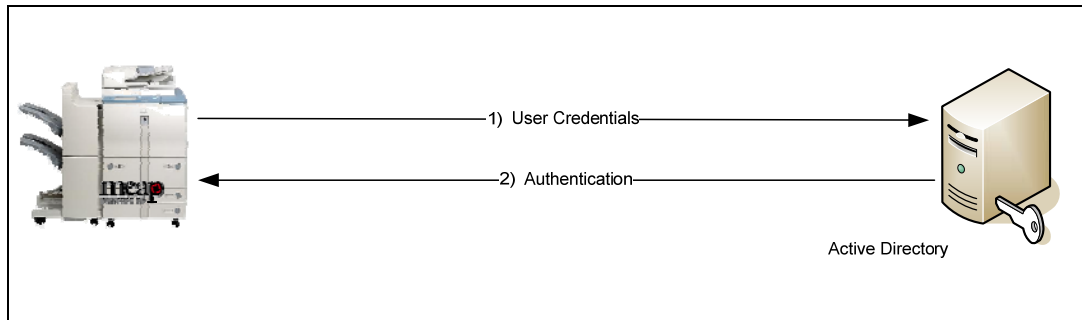 1) User Credentials
2) Authentication
meap
Active Directory